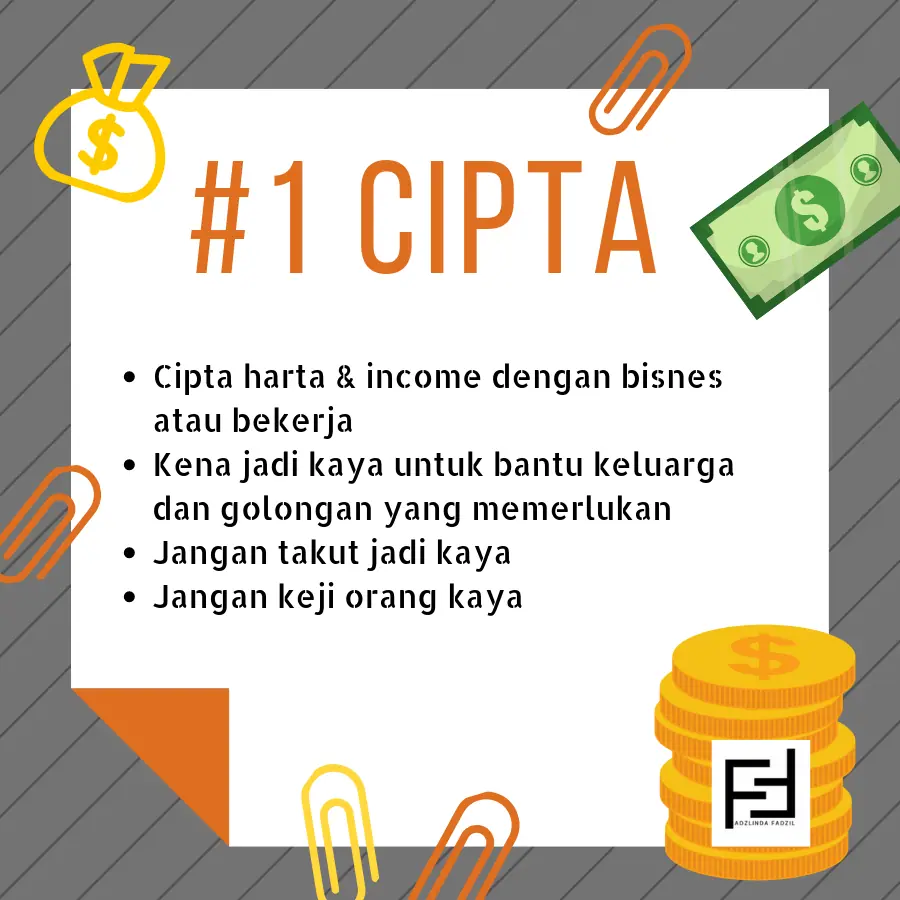 #1 CIPTA
• Cipta harta & income dengan bisnes
atau bekerja
• Kena jadi kaya untuk bantu keluarga
dan golongan yang memerlukan
• Jangan takut jadi kaya
• Jangan keji orang kaya
$
$
$
ADZLINDA FADZIL